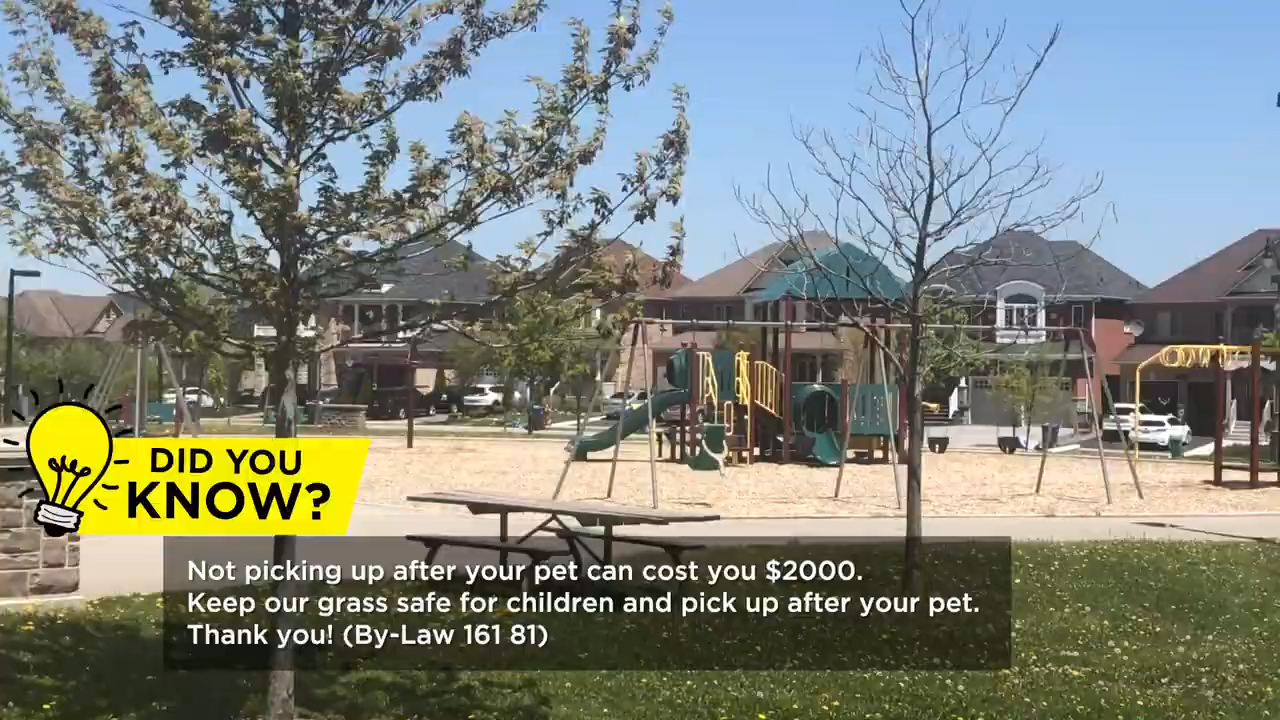 DID YOU
KNOW?
Not picking up after your pet can cost you $2000.
Keep our grass safe for children and pick up after your pet.
Thank you! (By-Law 161 81)